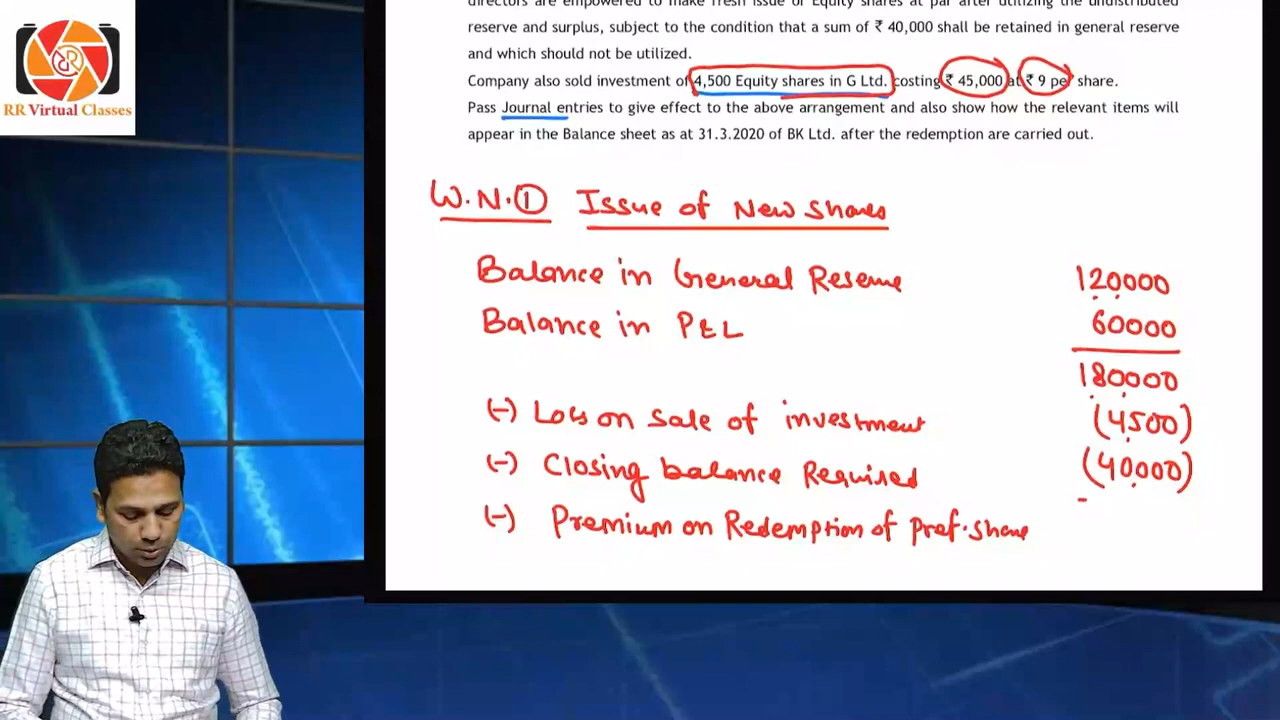 directors are empowered to make fresh issue of Equity shares at par after utilizing the undistributed
reserve and surplus, subject to the condition that a sum of ₹ 40,000 shall be retained in general reserve
and which should not be utilized.
Company also sold investment of 4,500 Equity shares in G Ltd. costing ₹ 45,000 at ₹ 9 per share.
Pass Journal entries to give effect to the above arrangement and also show how the relevant items will
appear in the Balance sheet as at 31.3.2020 of BK Ltd. after the redemption are carried out.
RR
RR Virtual Classes
W.N.① Issue of New Shares
Balance in General Reserve 120000
Balance in P&L 60000
180000
(-) Loss on sale of investment (4,500)
(-) Closing balance Required (40,000)
(-) Premium on Redemption of Pref. Share